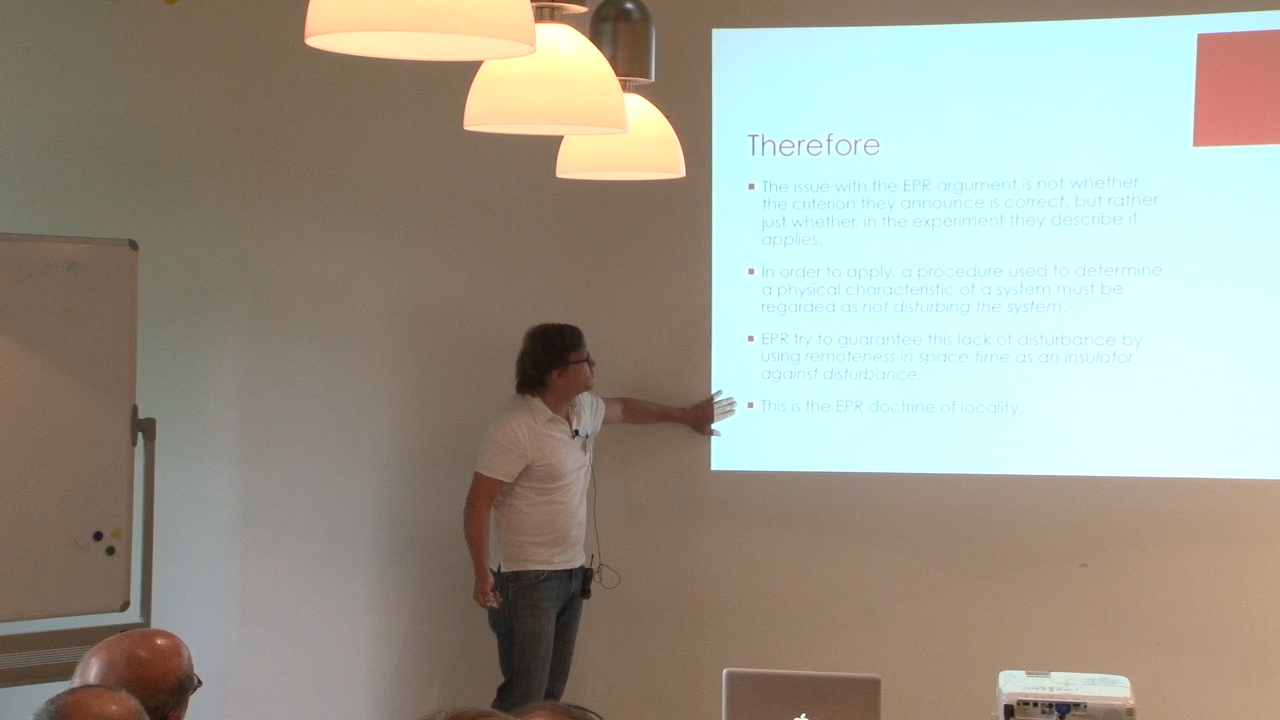 Therefore
The issue with the EPR argument is not whether
the criterion they announce is correct, but rather
just whether, in the experiment they describe it
applies.
In order to apply, a procedure used to determine
a physical characteristic of a system must be
regarded as not disturbing the system.
EPR try to guarantee this lack of disturbance by
using remoteness in space-time as an insulator
against disturbance.
This is the EPR doctrine of locality.